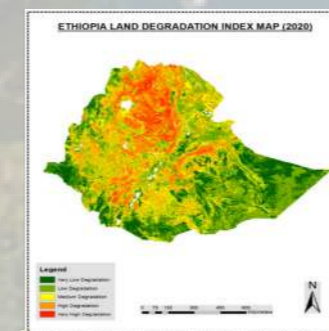 ETHIOPIA LAND DEGRADATION INDEX MAP (2020)
Legend
Very Low Degradation
Low Degradation
Medium Degradation
High Degradation
Very High Degradation
N